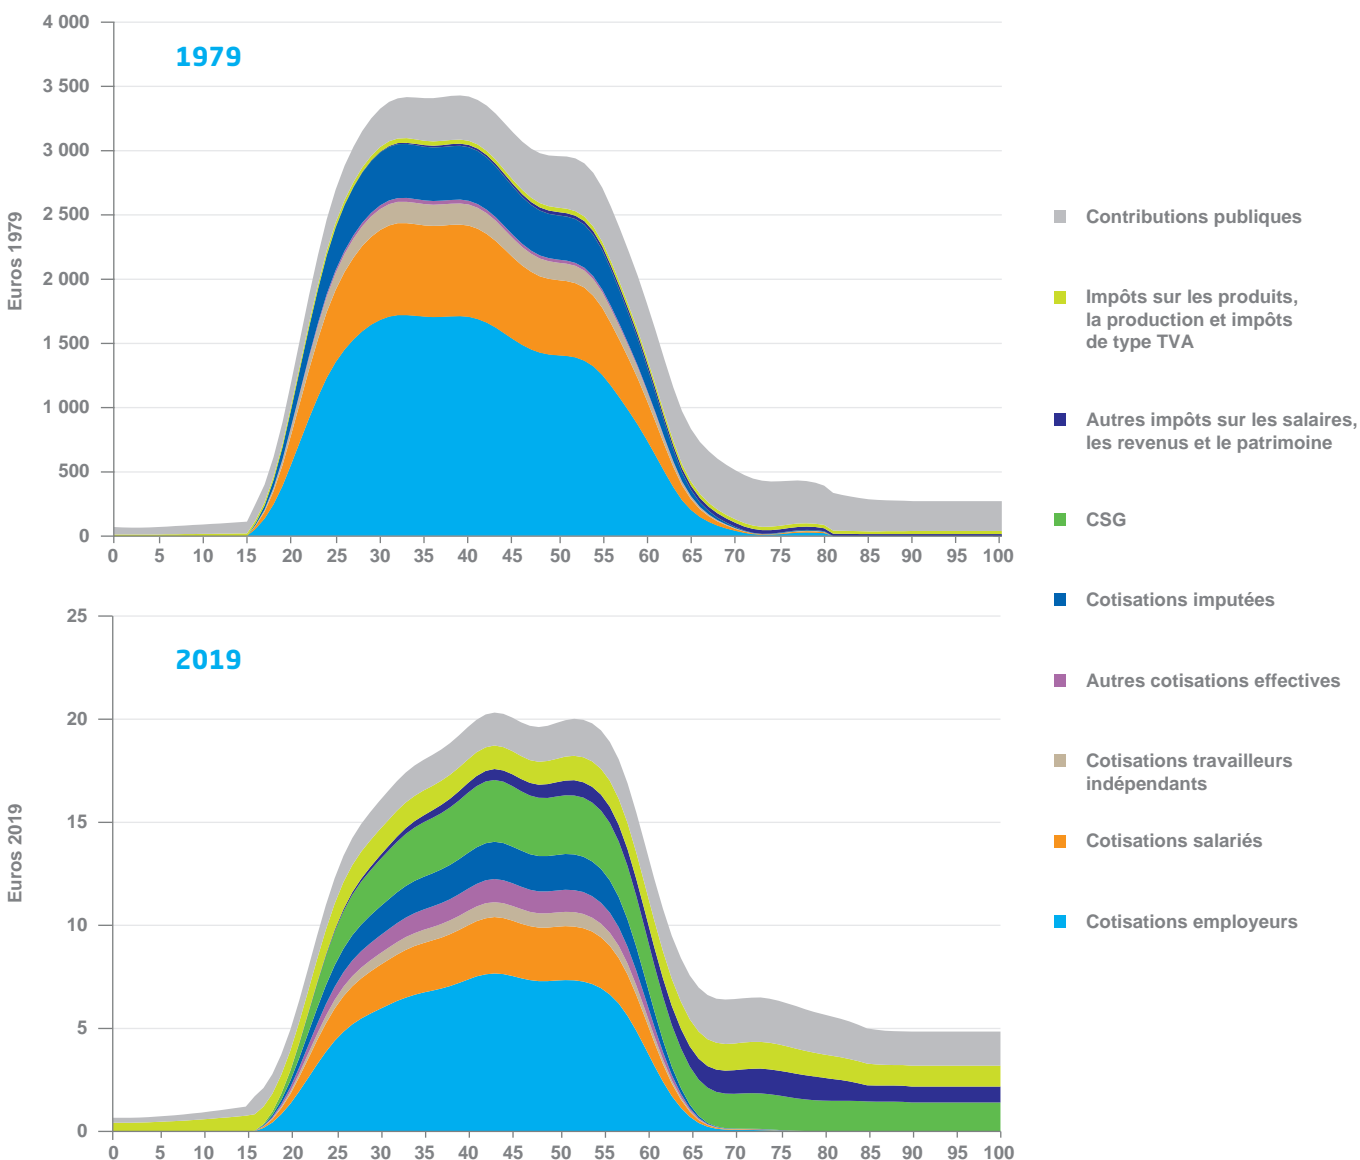 4 000
3 500
3 000
2 500
2 000
1 500
1 000
500
0
Euros 1979
1979
0 5 10 15 20 25 30 35 40 45 50 55 60 65 70 75 80 85 90 95 100
25
20
15
10
5
0
Euros 2019
2019
0 5 10 15 20 25 30 35 40 45 50 55 60 65 70 75 80 85 90 95 100
Contributions publiques
Impôts sur les produits,
la production et impôts
de type TVA
Autres impôts sur les salaires,
les revenus et le patrimoine
CSG
Cotisations imputées
Autres cotisations effectives
Cotisations travailleurs
indépendants
Cotisations salariés
Cotisations employeurs